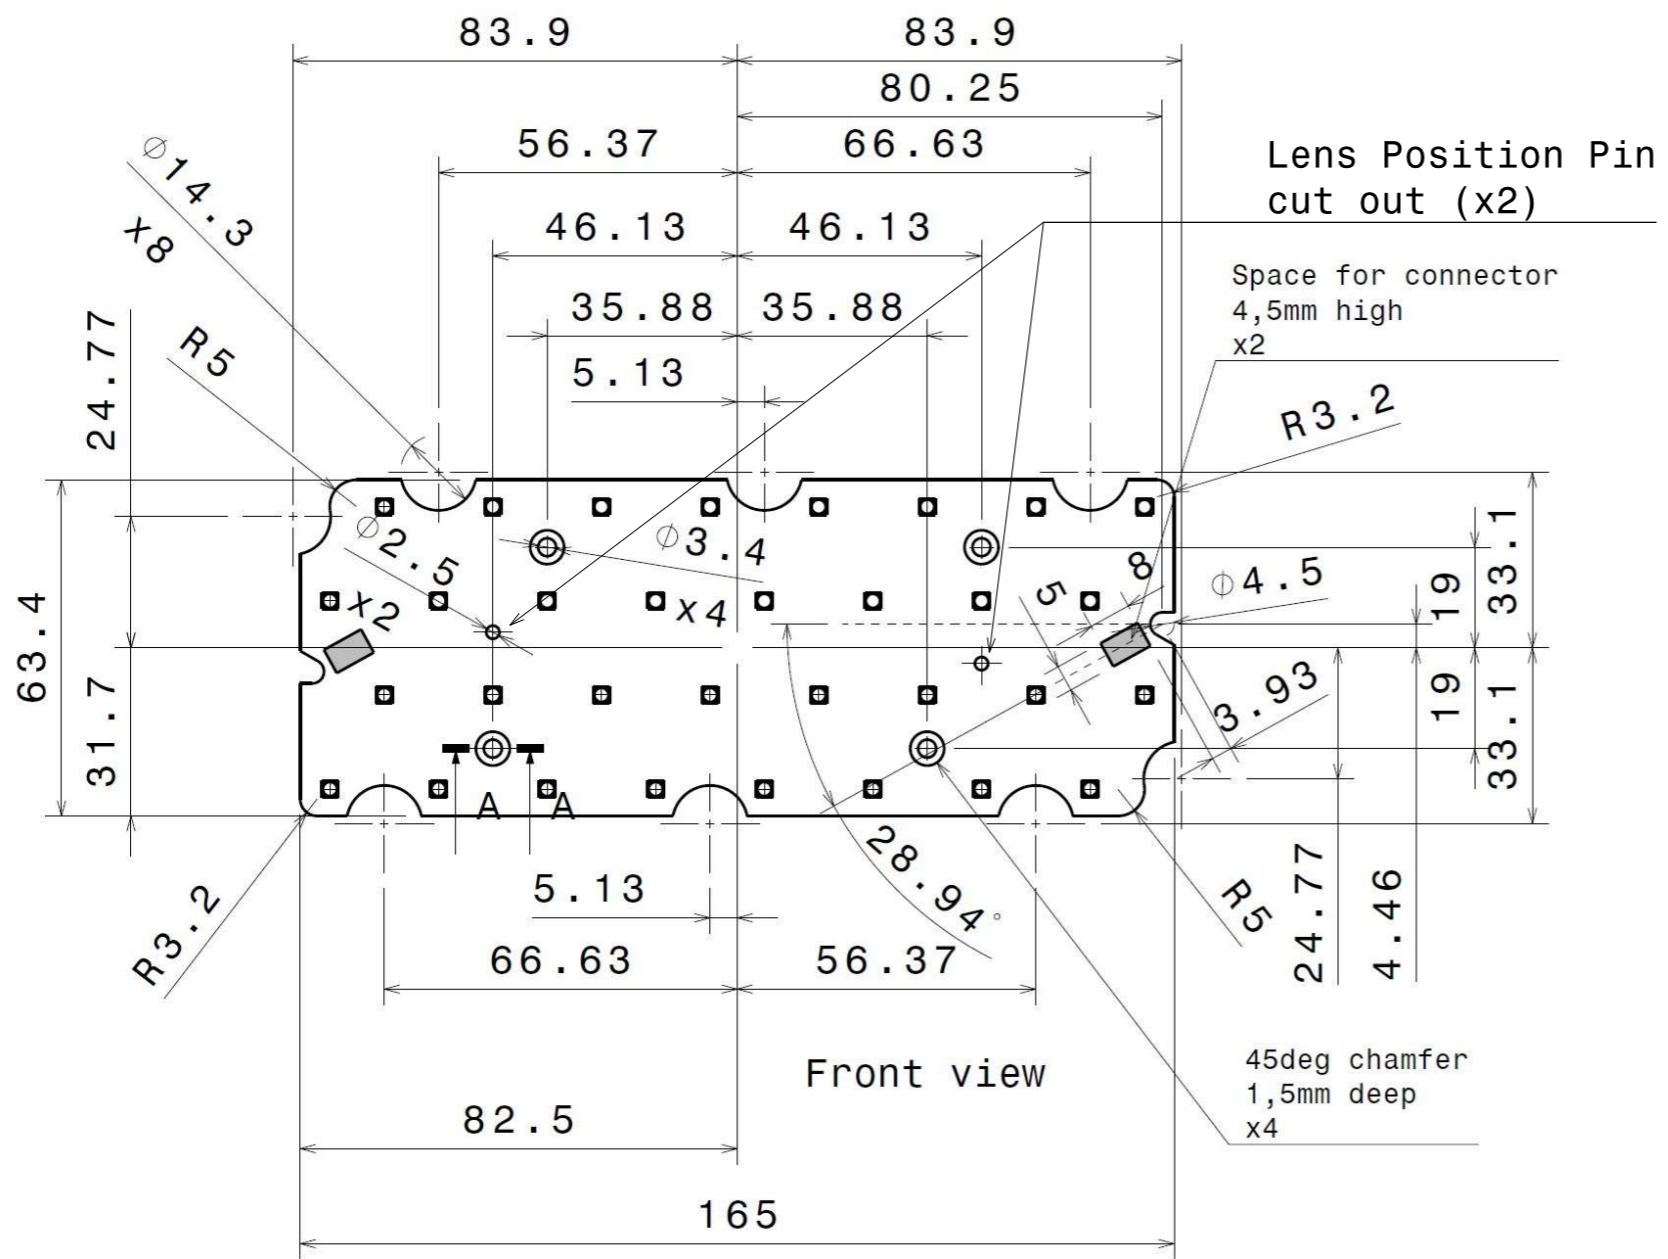 83.9
83.9
80.25
56.37
66.63
Lens Position Pin
cut out (x2)
⌀14.3
x8
46.13
46.13
Space for connector
4,5mm high
x2
35.88
35.88
24.77
R5
5.13
R3.2
⌀2.5
x2
⌀3.4
x4
5
8
⌀4.5
19
33.1
63.4
31.7
3.93
19
33.1
A
A
28.94°
5.13
R3.2
R5
24.77
4.46
66.63
56.37
Front view
45deg chamfer
1,5mm deep
x4
82.5
165